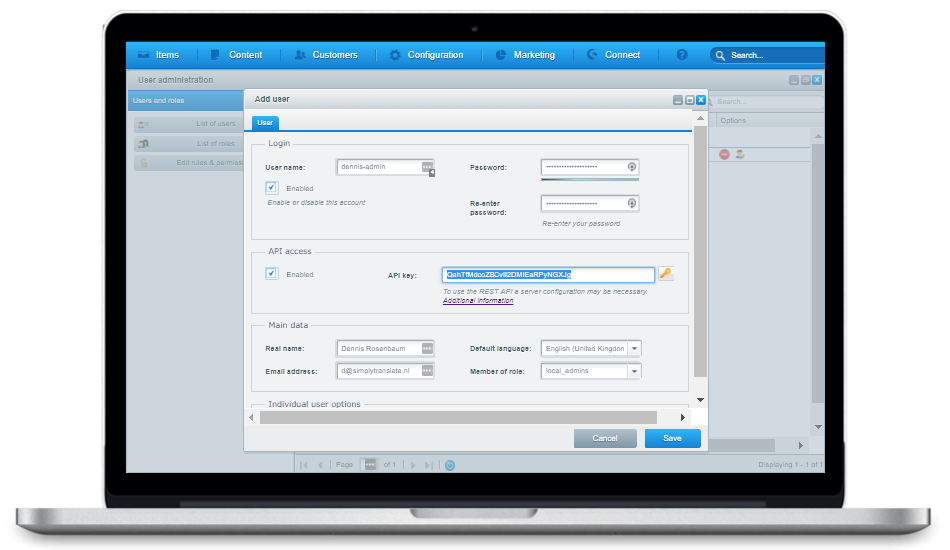 Items Content Customers Configuration Marketing Connect ? Search...
User administration
Users and roles
Search...
List of users
Options
List of roles
Edit rules & permiss
Add user
User
Login
User name: dennis-admin Password:
Enabled
Enable or disable this account
Re-enter password:
Re-enter your password
API access
Enabled API key:
To use the REST API a server configuration may be necessary.
Additional information
Main data
Real name: Dennis Rosenbaum Default language: English (United Kingdon
Email address: d@simplytranslate.nl Member of role: local_admins
Individual user options
Cancel Save
Page of 1 Displaying 1 - 1 of 1